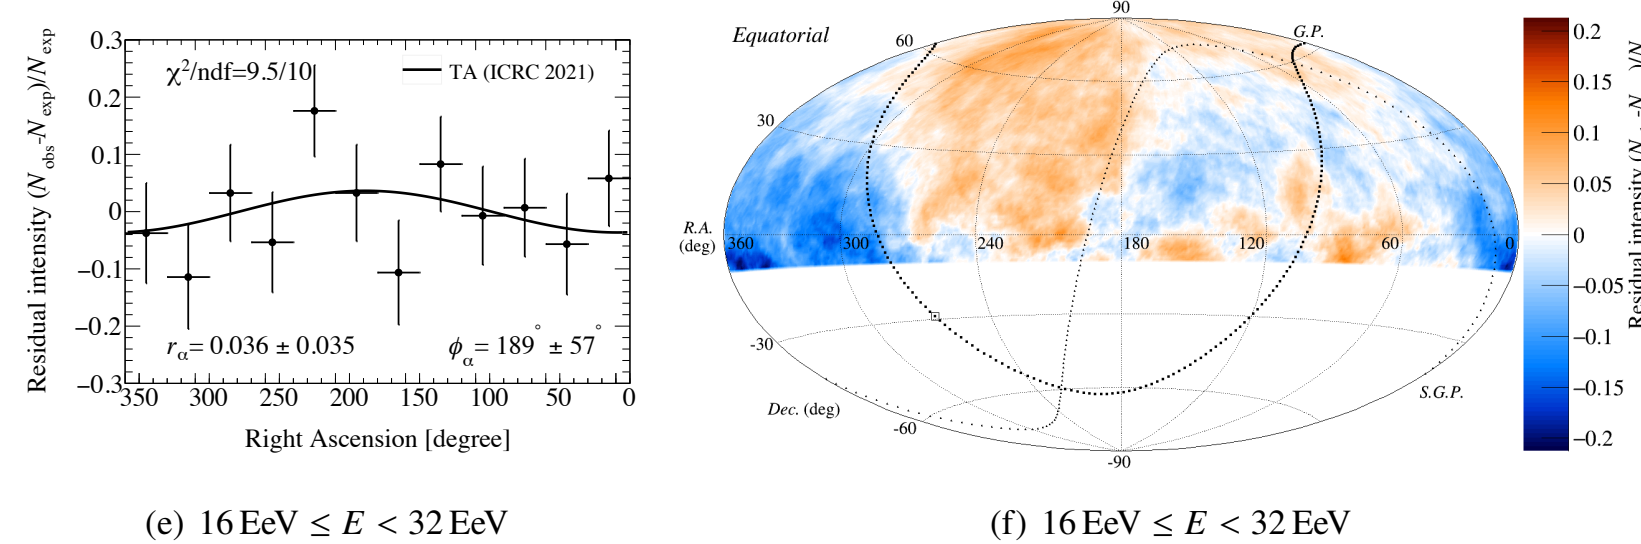 0.3
0.2
0.1
0
−0.1
−0.2
−0.3
Residual intensity (N_obs-N_exp)/N_exp
χ²/ndf=9.5/10
TA (ICRC 2021)
r_α= 0.036 ± 0.035
ϕ_α= 189° ± 57°
350 300 250 200 150 100 50 0
Right Ascension [degree]
(e) 16 EeV ≤ E < 32 EeV
Equatorial
90
G.P.
60
30
R.A.
(deg)
360 300 240 180 120 60 0
-30
S.G.P.
Dec. (deg)
-60
-90
0.2
0.15
0.1
0.05
0
−0.05
−0.1
−0.15
−0.2
Residual intensity (N -N )/N
(f) 16 EeV ≤ E < 32 EeV